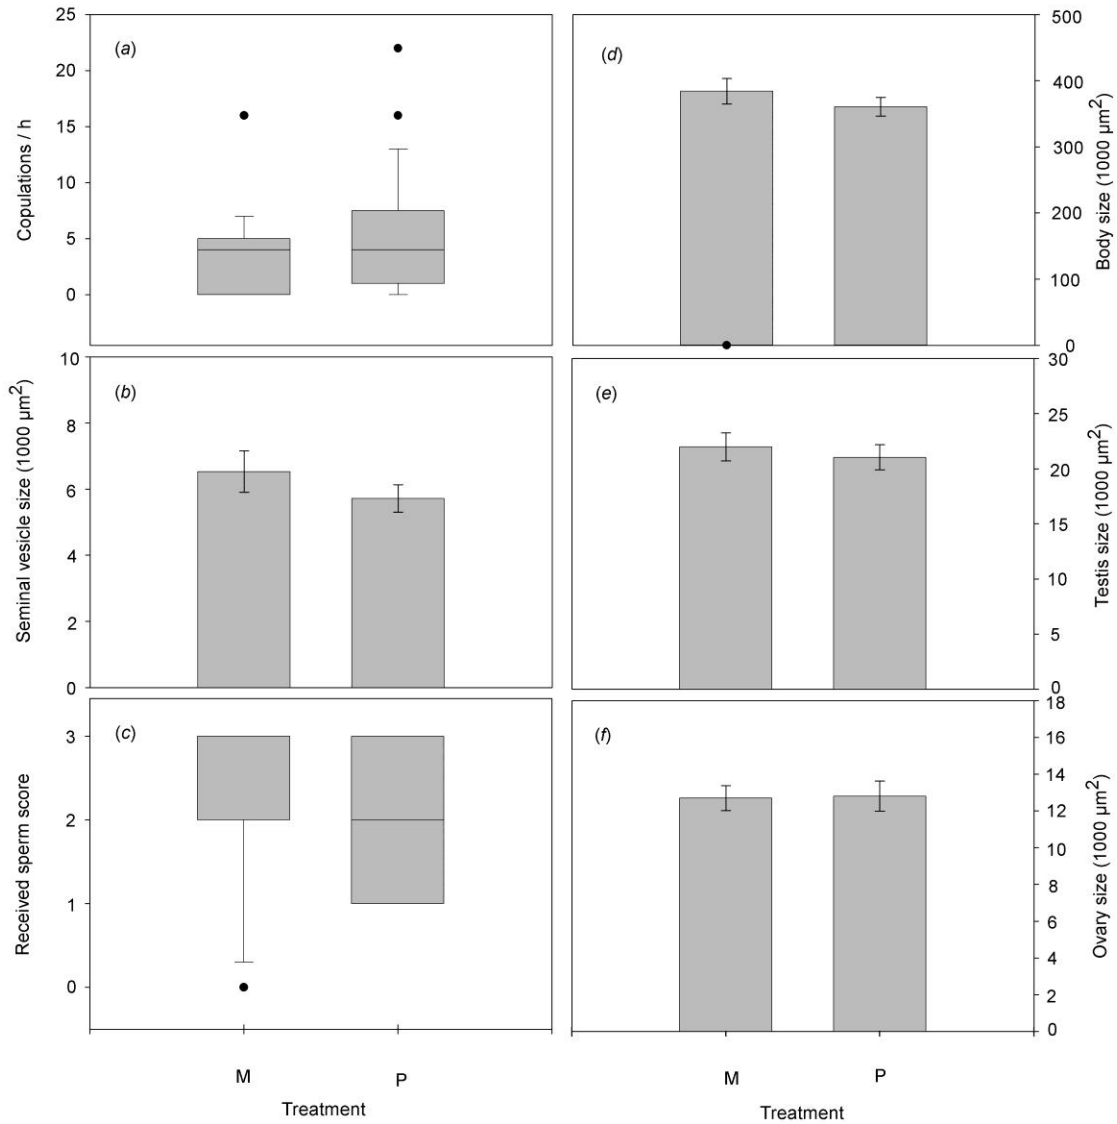 (a)
25
20
15
10
5
0
Copulations / h
(d)
500
400
300
200
100
0
Body size (1000 µm²)
(b)
10
8
6
4
2
0
Seminal vesicle size (1000 µm²)
(e)
30
25
20
15
10
5
0
Testis size (1000 µm²)
(c)
3
2
1
0
Received sperm score
(f)
18
16
14
12
10
8
6
4
2
0
Ovary size (1000 µm²)
M P
Treatment
M P
Treatment